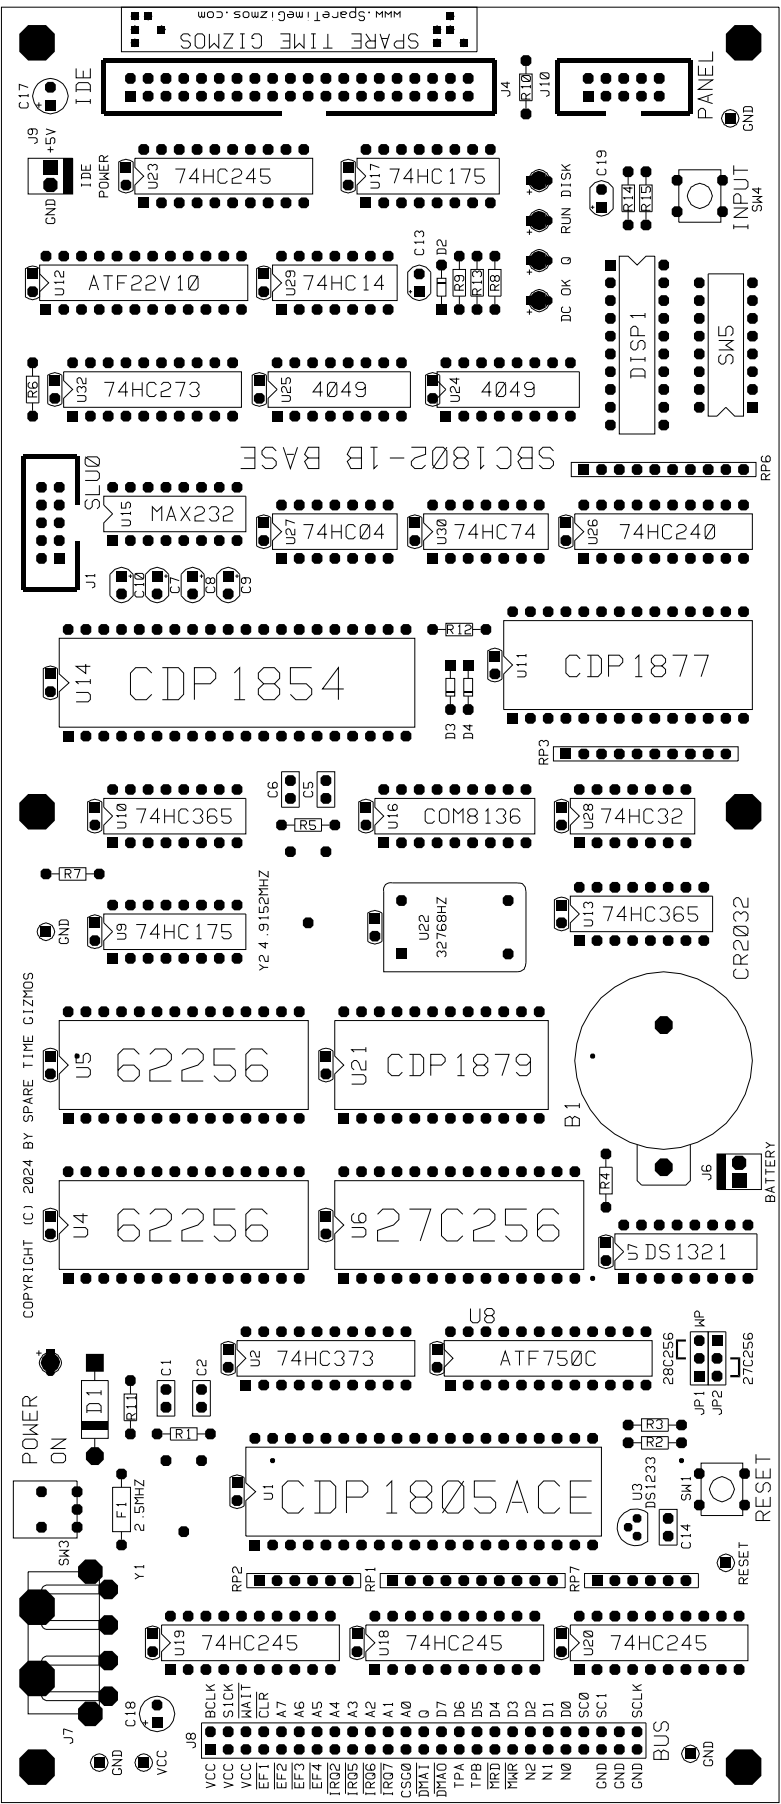 www.SpareTimeGizmos.com
SPARE TIME GIZMOS
C17
IDE
J4
R10
J10
PANEL
GND
J9
+5V
GND
IDE
POWER
U23
74HC245
U17
74HC175
DISK
RUN
C19
R14
R15
INPUT
SW4
U12
ATF22V10
U29
74HC14
C13
D2
R9
R13
R8
Q
DC OK
DISP1
SW5
R6
U32
74HC273
U25
4049
U24
4049
SBC1802-1B BASE
RP6
SLU0
J1
U15
MAX232
U27
74HC04
U30
74HC74
U26
74HC240
C10
C7
C8
C9
R12
U14
CDP1854
D3
D4
U11
CDP1877
RP3
U10
74HC365
C6
C5
R5
U16
COM8136
U28
74HC32
R7
GND
U9
74HC175
Y2 4.9152MHZ
U22
32768HZ
U13
74HC365
CR2032
COPYRIGHT (C) 2024 BY SPARE TIME GIZMOS
U5
62256
U21
CDP1879
B1
U4
62256
U6
27C256
R4
J6
BATTERY
DS1321
U8
U2
74HC373
ATF750C
28C256
WP
27C256
JP1
JP2
POWER
ON
D1
R11
C1
C2
R1
R3
R2
U1
CDP1805ACE
U3
DS1233
C14
SW1
RESET
SW3
F1
2.5MHZ
Y1
RP2
RP1
RP7
RESET
U19
74HC245
U18
74HC245
U20
74HC245
J7
C18
GND
VCC
J8
BCLK
S1CK
WAIT
CLR
A7
A6
A5
A4
A3
A2
A1
A0
Q
D7
D6
D5
D4
D3
D2
D1
D0
SC0
SC1
SCLK
BUS
VCC
VCC
VCC
EF1
EF2
EF3
EF4
IRQ2
IRQ5
IRQ6
IRQ7
CSG0
DMAI
DMAO
TPA
TPB
MRD
MWR
N2
N1
N0
GND
GND
GND
GND